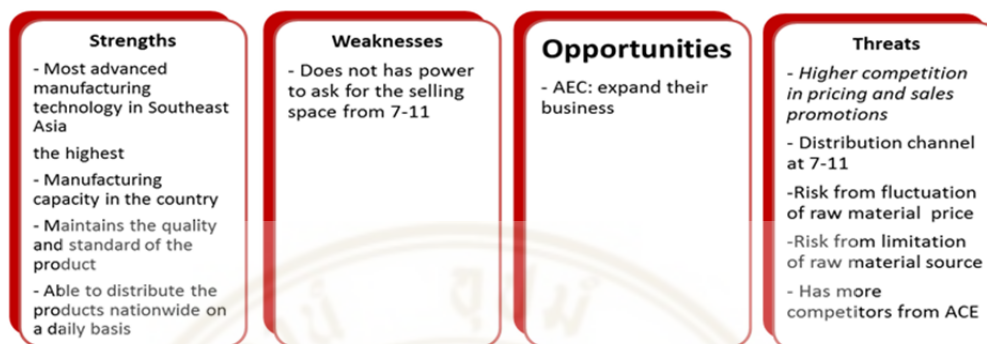 Strengths
- Most advanced
manufacturing
technology in Southeast
Asia
the highest
- Manufacturing
capacity in the country
- Maintains the quality
and standard of the
product
- Able to distribute the
products nationwide on
a daily basis
Weaknesses
- Does not has power
to ask for the selling
space from 7-11
Opportunities
- AEC: expand their
business
Threats
- Higher competition
in pricing and sales
promotions
- Distribution channel
at 7-11
-Risk from fluctuation
of raw material price
-Risk from limitation
of raw material source
- Has more
competitors from ACE